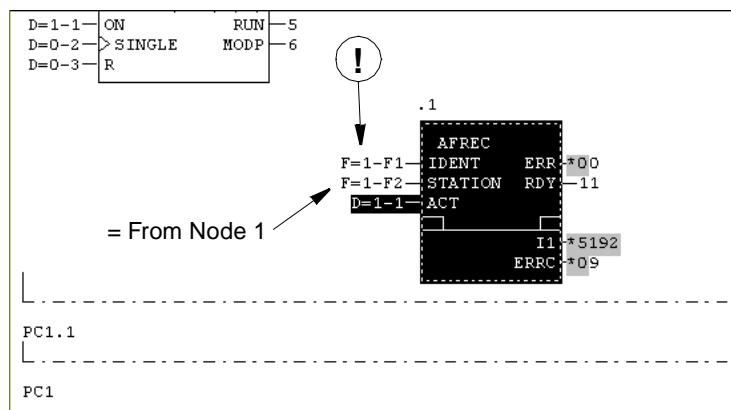 D=1-1 ON RUN 5
D=0-2 SINGLE MODP 6
D=0-3 R
!
.1
AFREC
F=1-F1 IDENT ERR *00
F=1-F2 STATION RDY 11
D=1-1 ACT
= From Node 1
I1 *5192
ERRC *09
PC1.1
PC1